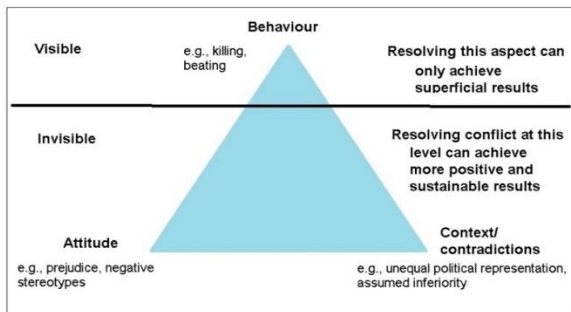 Behaviour
Visible
e.g., killing,
beating
Resolving this aspect can
only achieve
superficial results
Invisible
Resolving conflict at this
level can achieve
more positive and
sustainable results
Attitude
e.g., prejudice, negative
stereotypes
Context/
contradictions
e.g., unequal political representation,
assumed inferiority